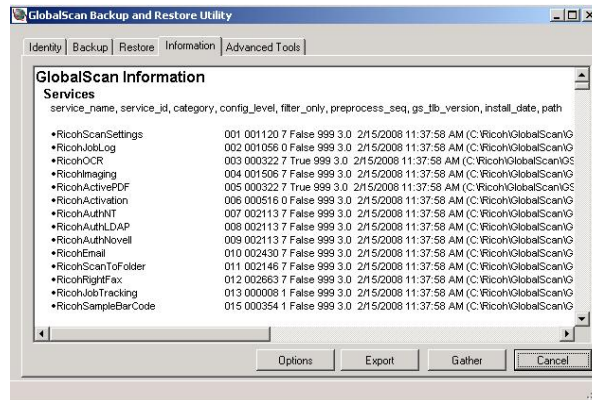 GlobalScan Backup and Restore Utility
Identity Backup Restore Information Advanced Tools
GlobalScan Information
Services
service_name, service_id, category, config_level, filter_only, preprocess_seq, gs_tlb_version, install_date, path
•RicohScanSettings 001 001120 7 False 999 3.0 2/15/2008 11:37:58 AM (C:\Ricoh\GlobalScan\G
•RicohJobLog 002 001056 0 False 999 3.0 2/15/2008 11:37:58 AM (C:\Ricoh\GlobalScan\G
•RicohOCR 003 000322 7 True 999 3.0 2/15/2008 11:37:58 AM (C:\Ricoh\GlobalScan\GS
•RicohImaging 004 001506 7 False 999 3.0 2/15/2008 11:37:58 AM (C:\Ricoh\GlobalScan\G
•RicohActivePDF 005 000322 7 True 999 3.0 2/15/2008 11:37:58 AM (C:\Ricoh\GlobalScan\GS
•RicohActivation 006 000516 0 False 999 3.0 2/15/2008 11:37:58 AM (C:\Ricoh\GlobalScan\G
•RicohAuthNT 007 002113 7 False 999 3.0 2/15/2008 11:37:58 AM (C:\Ricoh\GlobalScan\G
•RicohAuthLDAP 008 002113 7 False 999 3.0 2/15/2008 11:37:58 AM (C:\Ricoh\GlobalScan\G
•RicohAuthNovell 009 002113 7 False 999 3.0 2/15/2008 11:37:58 AM (C:\Ricoh\GlobalScan\G
•RicohEmail 010 002430 7 False 999 3.0 2/15/2008 11:37:58 AM (C:\Ricoh\GlobalScan\G
•RicohScanToFolder 011 002146 7 False 999 3.0 2/15/2008 11:37:58 AM (C:\Ricoh\GlobalScan\G
•RicohRightFax 012 002663 7 False 999 3.0 2/15/2008 11:37:58 AM (C:\Ricoh\GlobalScan\G
•RicohJobTracking 013 000008 1 False 999 3.0 2/15/2008 11:37:58 AM (C:\Ricoh\GlobalScan\G
•RicohSampleBarCode 015 000354 1 False 999 3.0 2/15/2008 11:37:58 AM (C:\Ricoh\GlobalScan\G
Options Export Gather Cancel